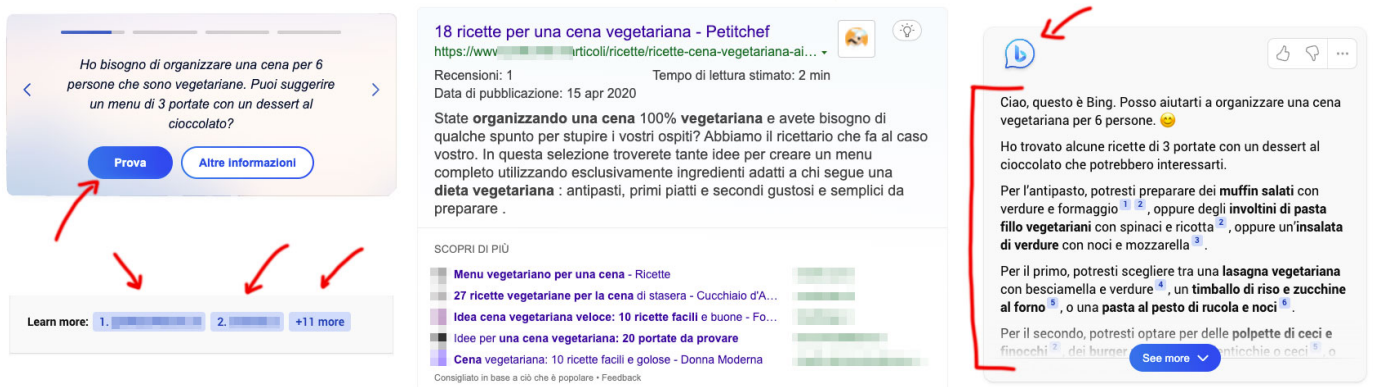 Ho bisogno di organizzare una cena per 6
persone che sono vegetariane. Puoi suggerire
un menu di 3 portate con un dessert al
cioccolato?
Prova
Altre informazioni
Learn more: 1. 2. +11 more
18 ricette per una cena vegetariana - Petitchef
https://www rticoli/ricette/ricette-cena-vegetariana-ai...
Recensioni: 1 Tempo di lettura stimato: 2 min
Data di pubblicazione: 15 apr 2020
State organizzando una cena 100% vegetariana e avete bisogno di
qualche spunto per stupire i vostri ospiti? Abbiamo il ricettario che fa al caso
vostro. In questa selezione troverete tante idee per creare un menu
completo utilizzando esclusivamente ingredienti adatti a chi segue una
dieta vegetariana : antipasti, primi piatti e secondi gustosi e semplici da
preparare .
SCOPRI DI PIÙ
Menu vegetariano per una cena - Ricette
27 ricette vegetariane per la cena di stasera - Cucchiaio d'A...
Idea cena vegetariana veloce: 10 ricette facili e buone - Fo...
Idee per una cena vegetariana: 20 portate da provare
Cena vegetariana: 10 ricette facili e golose - Donna Moderna
Consigliato in base a ciò che è popolare • Feedback
Ciao, questo è Bing. Posso aiutarti a organizzare una cena
vegetariana per 6 persone. 😊
Ho trovato alcune ricette di 3 portate con un dessert al
cioccolato che potrebbero interessarti.
Per l'antipasto, potresti preparare dei muffin salati con
verdure e formaggio 1 2 , oppure degli involtini di pasta
fillo vegetariani con spinaci e ricotta 2 , oppure un'insalata
di verdure con noci e mozzarella 3 .
Per il primo, potresti scegliere tra una lasagna vegetariana
con besciamella e verdure 4 , un timballo di riso e zucchine
al forno 5 , o una pasta al pesto di rucola e noci 6 .
Per il secondo, potresti optare per delle polpette di ceci e
finocchi 7 , dei burger enticchie o ceci 5 , o
See more